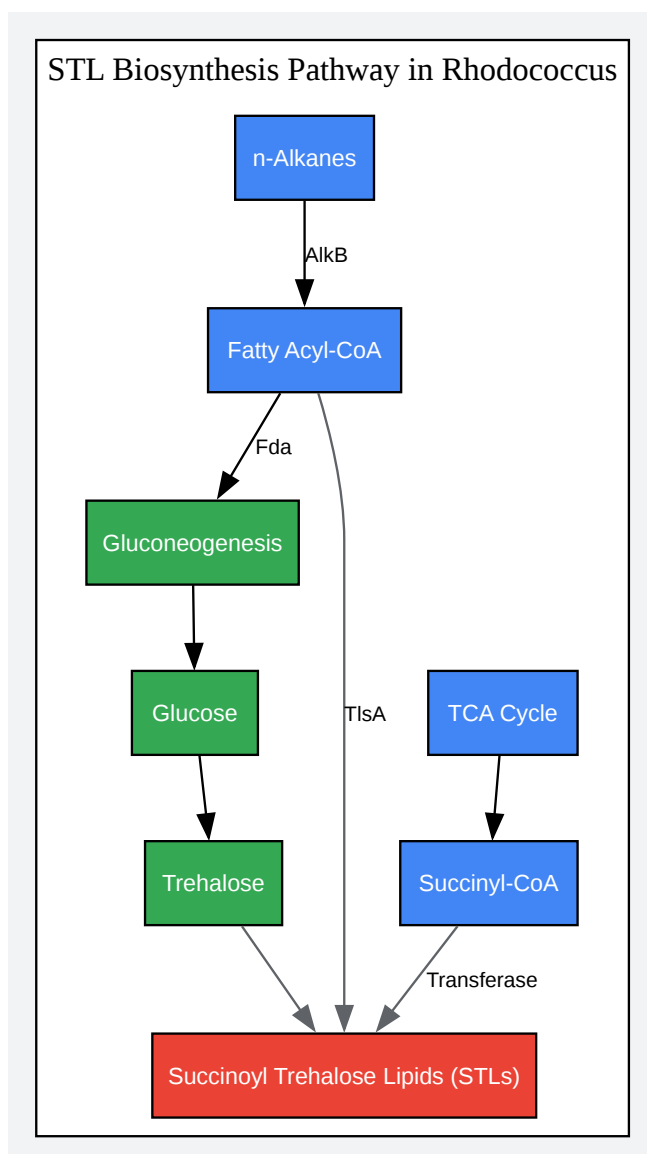 STL Biosynthesis Pathway in Rhodococcus
n-Alkanes
AlkB
Fatty Acyl-CoA
Fda
Gluconeogenesis
Glucose
TlsA
TCA Cycle
Trehalose
Succinyl-CoA
Transferase
Succinoyl Trehalose Lipids (STLs)